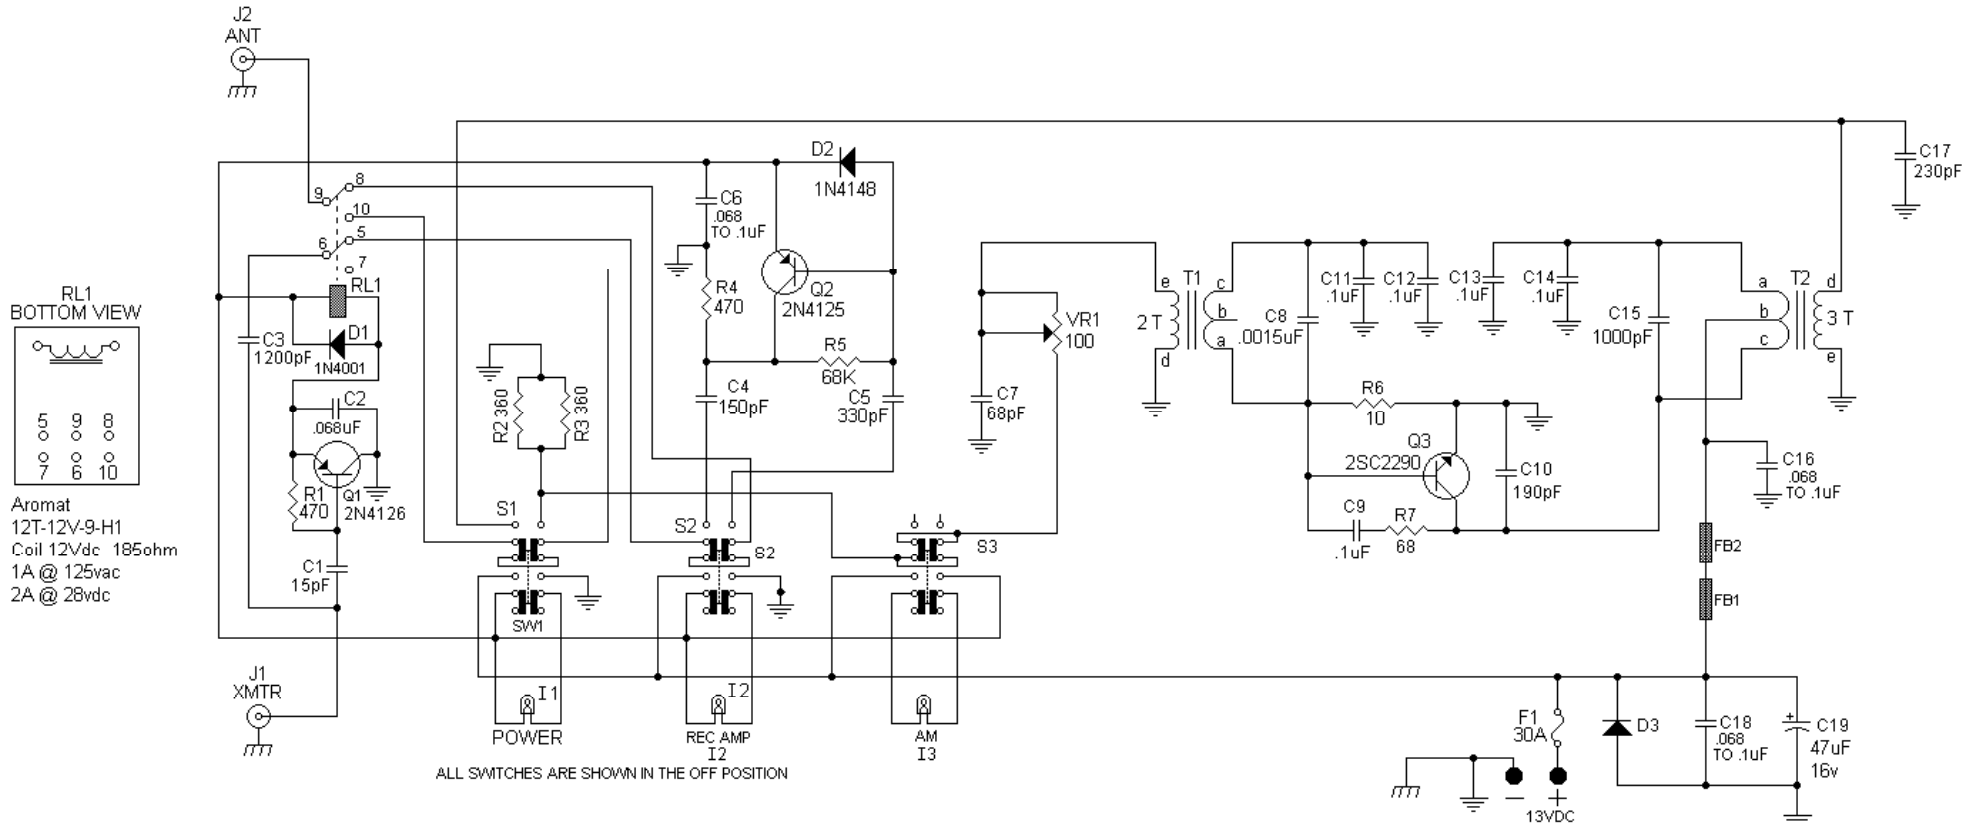 J2
ANT
9
8
10
5
6
7
RL1
C3
1200pF
D1
1N4001
C2
.068uF
R1
470
Q1
2N4126
C1
15pF
J1
XMTR
RL1
BOTTOM VIEW
5 9 8
7 6 10
Aromat
12T-12V-9-H1
Coil 12Vdc 185ohm
1A @ 125vac
2A @ 28vdc
D2
1N4148
C6
.068
TO .1uF
R4
470
Q2
2N4125
R5
68K
C4
150pF
C5
330pF
R2 360
R3 360
S1
SW1
S2
S2
S3
I1
POWER
I2
REC AMP
I2
AM
I3
ALL SWITCHES ARE SHOWN IN THE OFF POSITION
VR1
100
C7
68pF
e
2 T
d
T1
c
b
a
C8
.0015uF
C11
.1uF
C12
.1uF
C13
.1uF
C14
.1uF
C15
1000pF
R6
10
Q3
2SC2290
C10
190pF
C9
.1uF
R7
68
a
b
c
T2
d
3 T
e
C17
230pF
C16
.068
TO .1uF
FB2
FB1
F1
30A
D3
C18
.068
TO .1uF
+
C19
47uF
16v
− +
13VDC